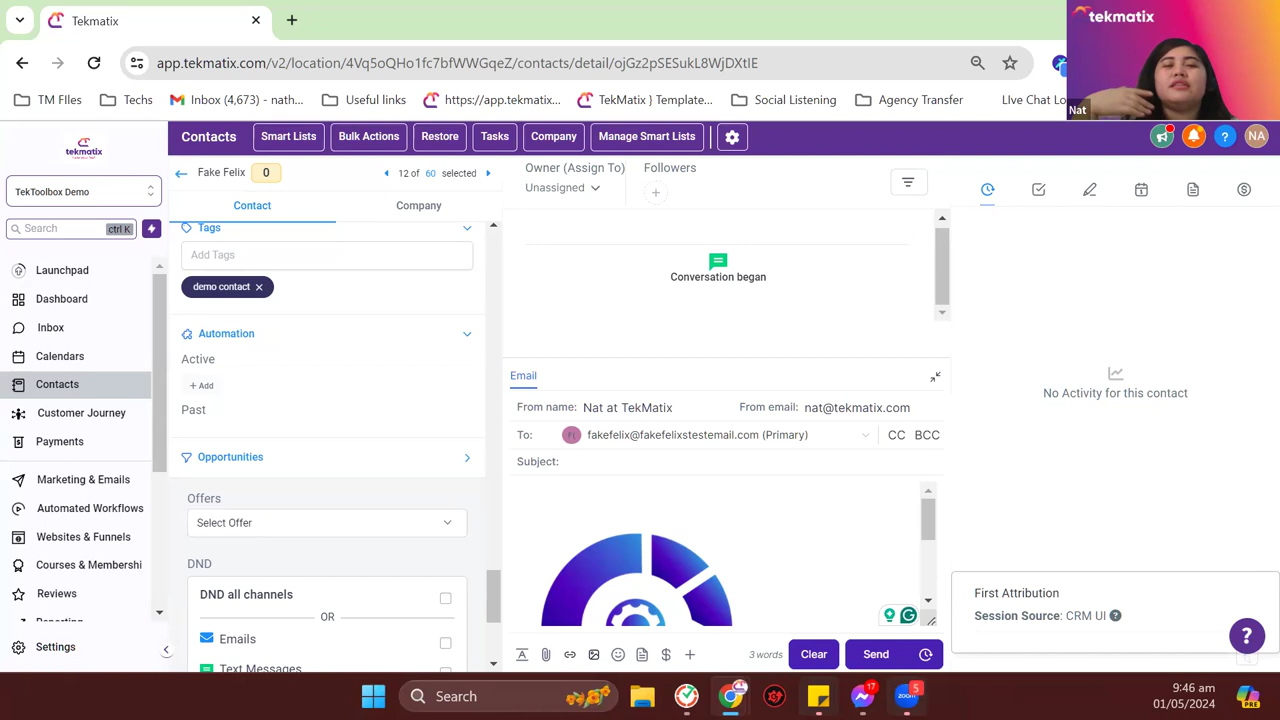 Tekmatix
tekmatix
app.tekmatix.com/v2/location/4Vq5oQHo1fc7bfWWGqeZ/contacts/detail/ojGz2pSESukL8WjDXtIE
TM FIles
Techs
Inbox (4,673) – nath...
Useful links
https://app.tekmatix...
TekMatix } Template...
Social Listening
Agency Transfer
LIve Chat Lo
Nat
tekmatix
Contacts
Smart Lists
Bulk Actions
Restore
Tasks
Company
Manage Smart Lists
NA
TekToolbox Demo
Search
ctrl K
Launchpad
Dashboard
Inbox
Calendars
Contacts
Customer Journey
Payments
Marketing & Emails
Automated Workflows
Websites & Funnels
Courses & Membershi
Reviews
Reporting
Settings
Fake Felix
0
12 of 60 selected
Contact
Company
Tags
Add Tags
demo contact
Automation
Active
+ Add
Past
Opportunities
Offers
Select Offer
DND
DND all channels
OR
Emails
Text Messages
Owner (Assign To)
Unassigned
Followers
Conversation began
Email
From name: Nat at TekMatix
From email: nat@tekmatix.com
To: fakefelix@fakefelixstestemail.com (Primary)
CC
BCC
Subject:
3 words
Clear
Send
No Activity for this contact
First Attribution
Session Source: CRM UI
Search
17
zoom
5
9:46 am
01/05/2024
PRE